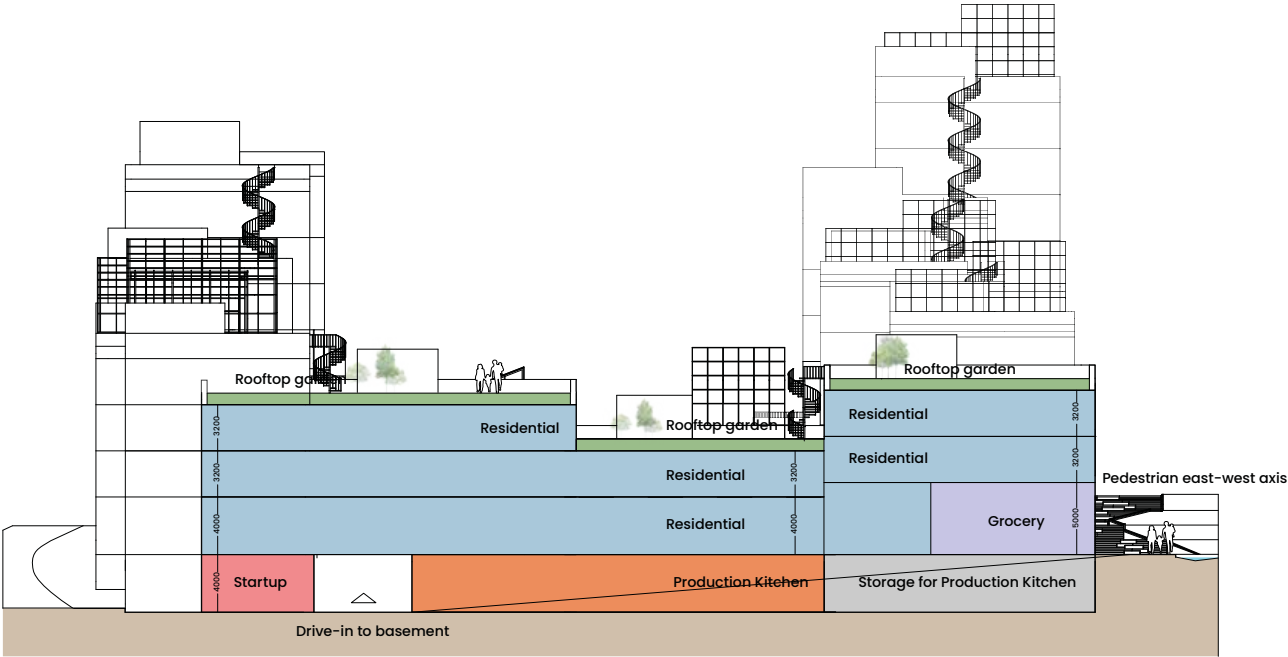 Rooftop garden
Rooftop garden
Rooftop garden
3200
Residential
Residential
3200
Residential
3200
3200
Residential
3200
Pedestrian east-west axis
4000
Residential
4000
Grocery
5000
4000
Startup
Production Kitchen
Storage for Production Kitchen
Drive-in to basement